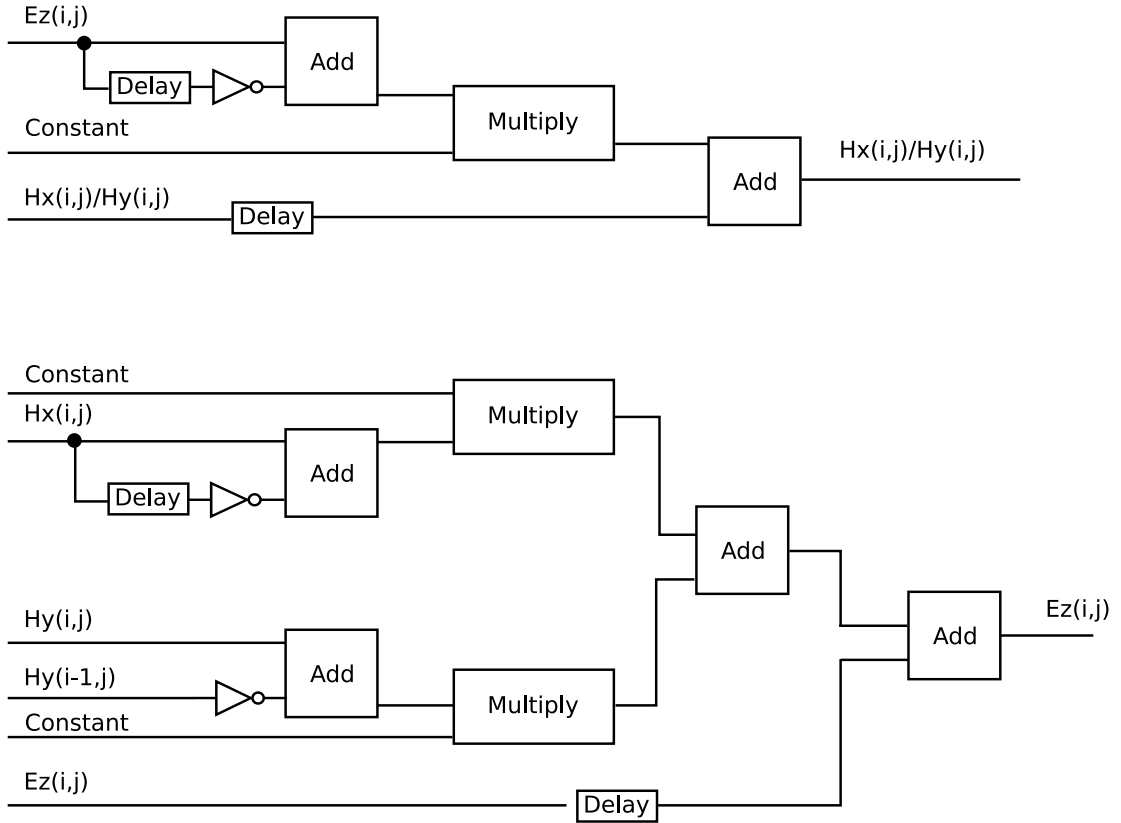 Ez(i,j)
Add
Delay
Constant
Multiply
Hx(i,j)/Hy(i,j)
Add
Hx(i,j)/Hy(i,j)
Delay
Constant
Multiply
Hx(i,j)
Add
Delay
Add
Hy(i,j)
Ez(i,j)
Add
Hy(i-1,j)
Add
Multiply
Constant
Ez(i,j)
Delay